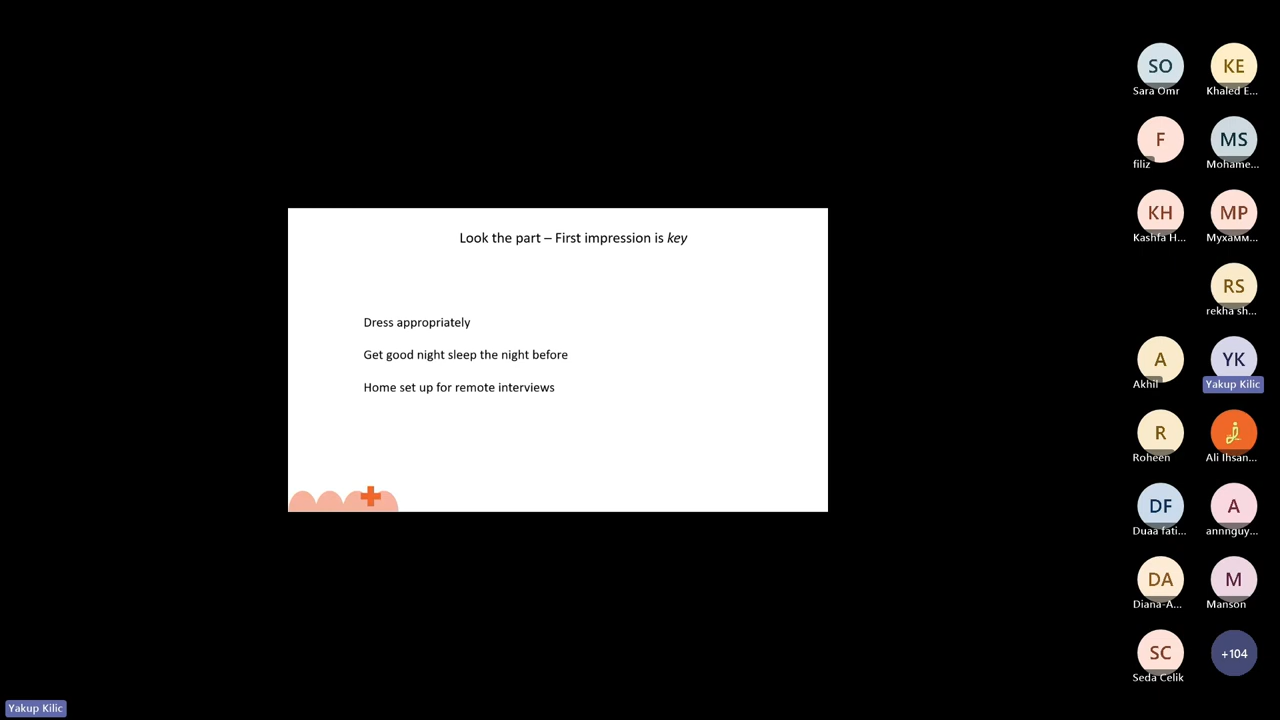 Look the part – First impression is key
Dress appropriately
Get good night sleep the night before
Home set up for remote interviews
SO
Sara Omr
KE
Khaled E...
F
filiz
MS
Mohame...
KH
Kashfa H...
MP
Мухамм...
RS
rekha sh...
A
Akhil
YK
Yakup Kilic
R
Roheen
Ali Ihsan...
DF
Duaa fati...
A
annnguy...
DA
Diana-A...
M
Manson
SC
Seda Celik
+104
Yakup Kilic